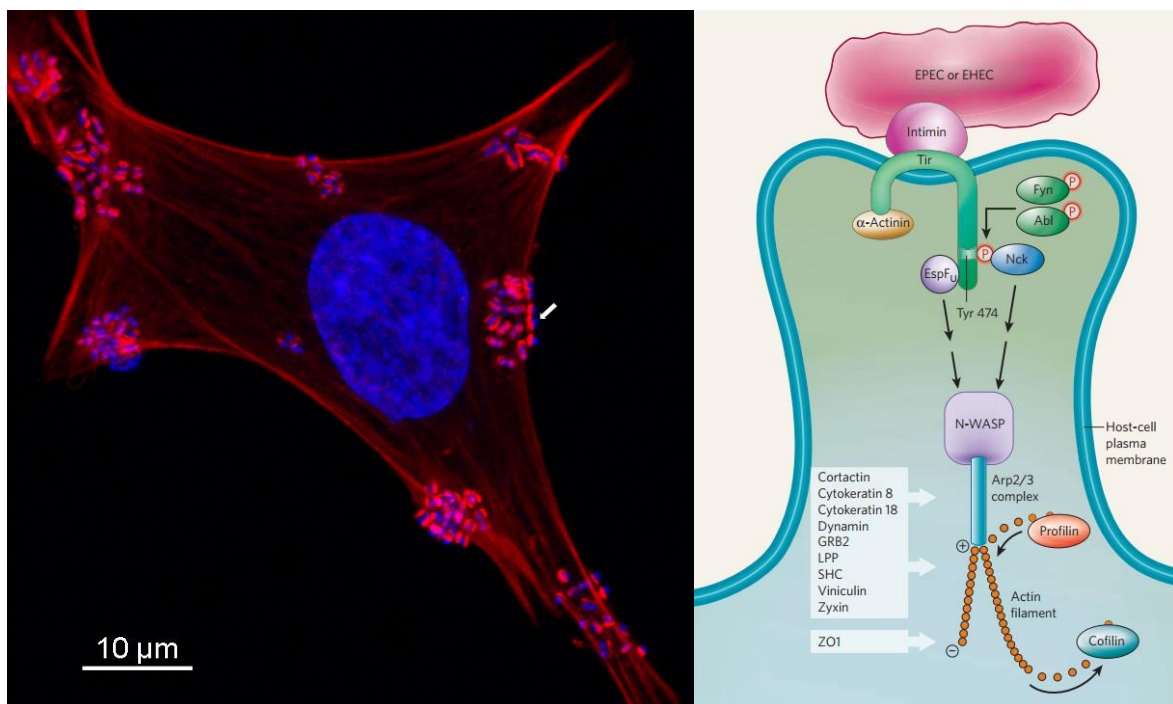 10 µm
EPEC or EHEC
Intimin
Tir
α-Actinin
Fyn
P
Abl
P
P
Nck
EspFU
Tyr 474
N-WASP
Host-cell
plasma
membrane
Arp2/3
complex
Cortactin
Cytokeratin 8
Cytokeratin 18
Dynamin
GRB2
LPP
SHC
Viniculin
Zyxin
ZO1
+
Profilin
Actin
filament
−
Cofilin